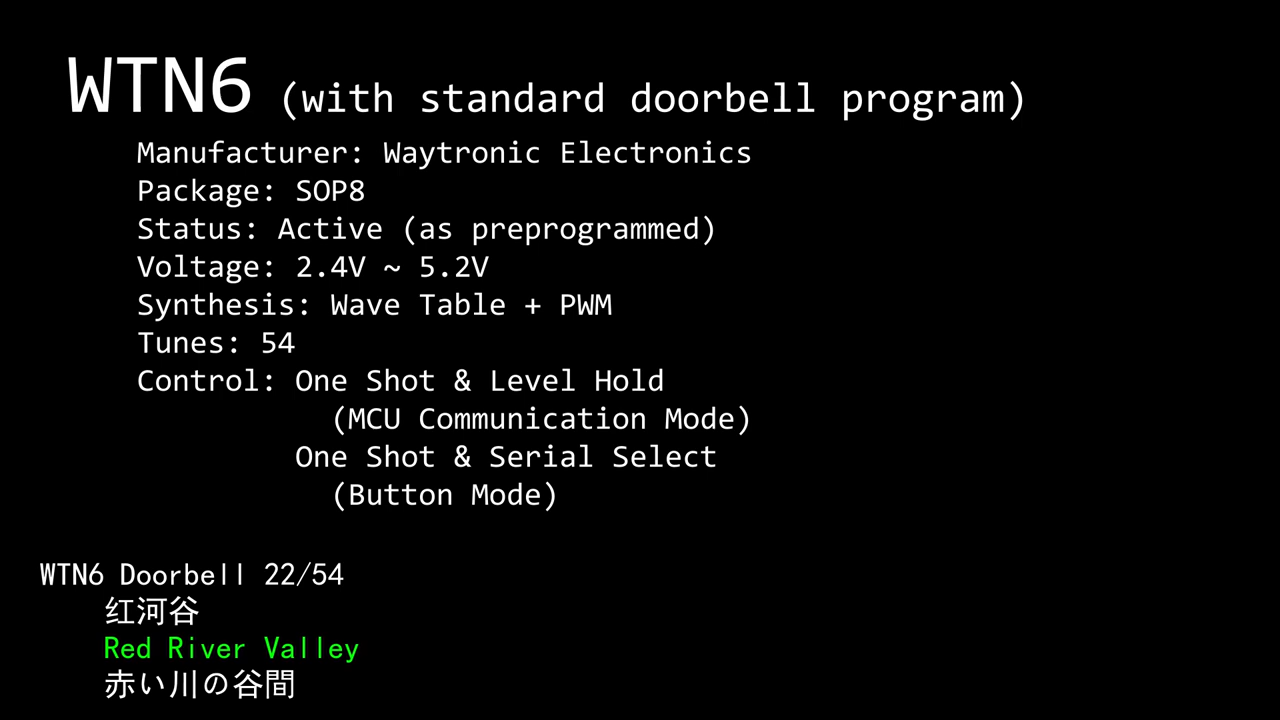 WTN6 (with standard doorbell program)
Manufacturer: Waytronic Electronics
Package: SOP8
Status: Active (as preprogrammed)
Voltage: 2.4V ~ 5.2V
Synthesis: Wave Table + PWM
Tunes: 54
Control: One Shot & Level Hold
(MCU Communication Mode)
One Shot & Serial Select
(Button Mode)
WTN6 Doorbell 22/54
红河谷
Red River Valley
赤い川の谷間